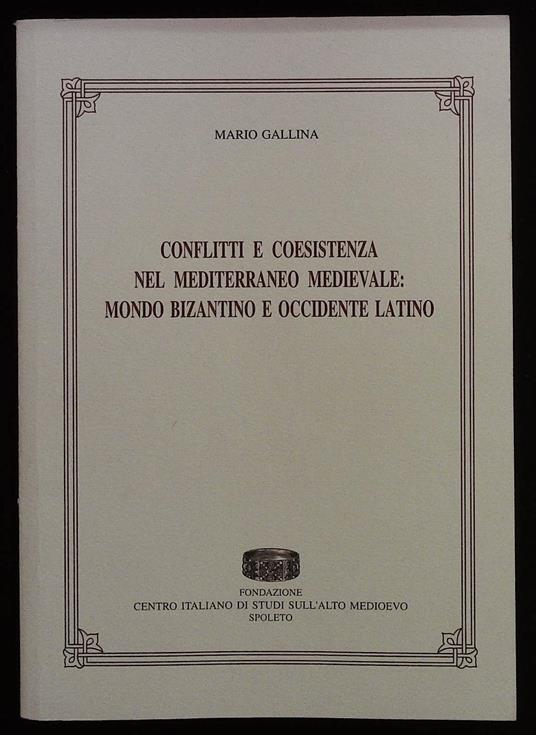 MARIO GALLINA
CONFLITTI E COESISTENZA
NEL MEDITERRANEO MEDIEVALE:
MONDO BIZANTINO E OCCIDENTE LATINO
FONDAZIONE
CENTRO ITALIANO DI STUDI SULL'ALTO MEDIOEVO
SPOLETO